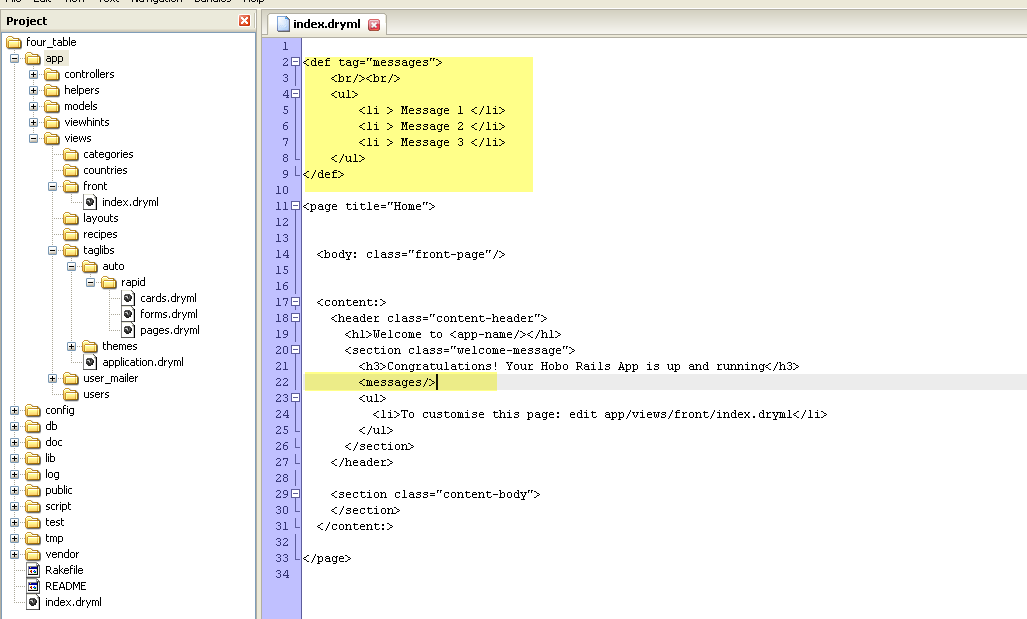 File Edit View Text Navigation Bundles Help
Project
four_table
app
controllers
helpers
models
viewhints
views
categories
countries
front
index.dryml
layouts
recipes
taglibs
auto
rapid
cards.dryml
forms.dryml
pages.dryml
themes
application.dryml
user_mailer
users
config
db
doc
lib
log
public
script
test
tmp
vendor
Rakefile
README
index.dryml
index.dryml
1
2 <def tag="messages">
3 <br/><br/>
4 <ul>
5 <li > Message 1 </li>
6 <li > Message 2 </li>
7 <li > Message 3 </li>
8 </ul>
9 </def>
10
11 <page title="Home">
12
13
14 <body: class="front-page"/>
15
16
17 <content:>
18 <header class="content-header">
19 <h1>Welcome to <app-name/></h1>
20 <section class="welcome-message">
21 <h3>Congratulations! Your Hobo Rails App is up and running</h3>
22 <messages/>
23 <ul>
24 <li>To customise this page: edit app/views/front/index.dryml</li>
25 </ul>
26 </section>
27 </header>
28
29 <section class="content-body">
30 </section>
31 </content:>
32
33 </page>
34